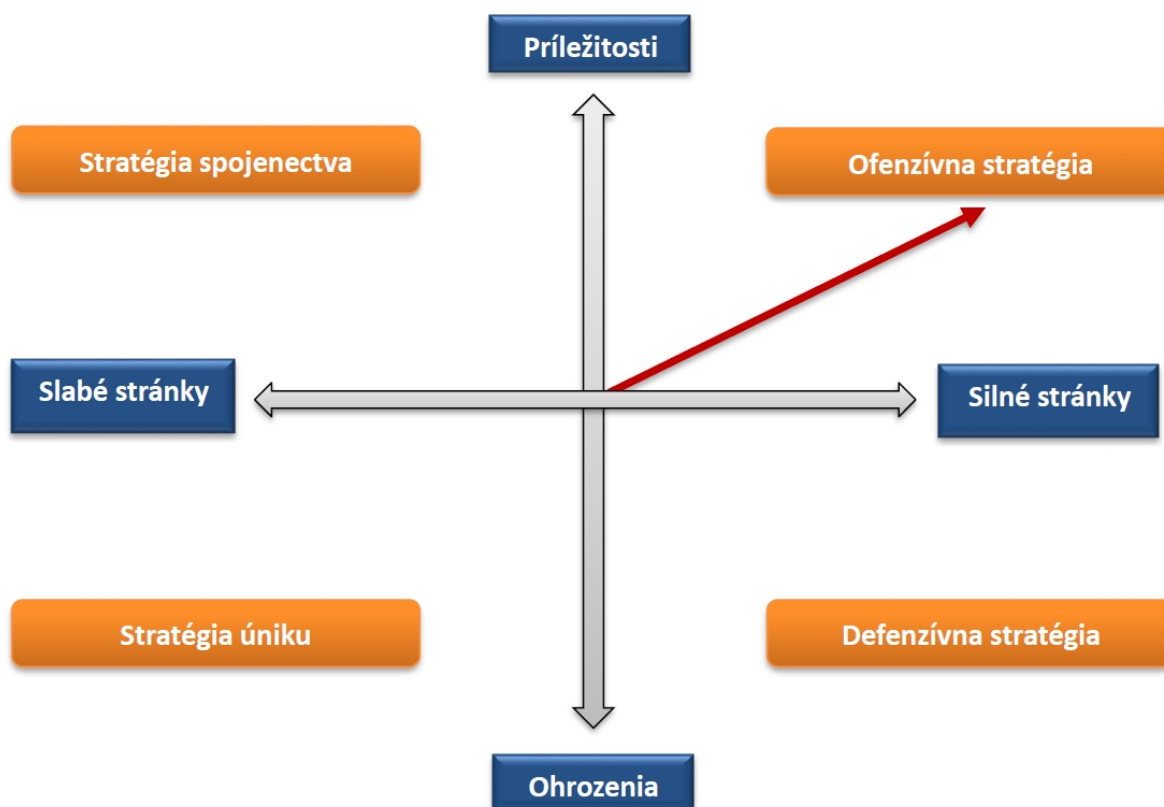 Príležitosti
Stratégia spojenectva
Ofenzívna stratégia
Slabé stránky
Silné stránky
Stratégia úniku
Defenzívna stratégia
Ohrozenia